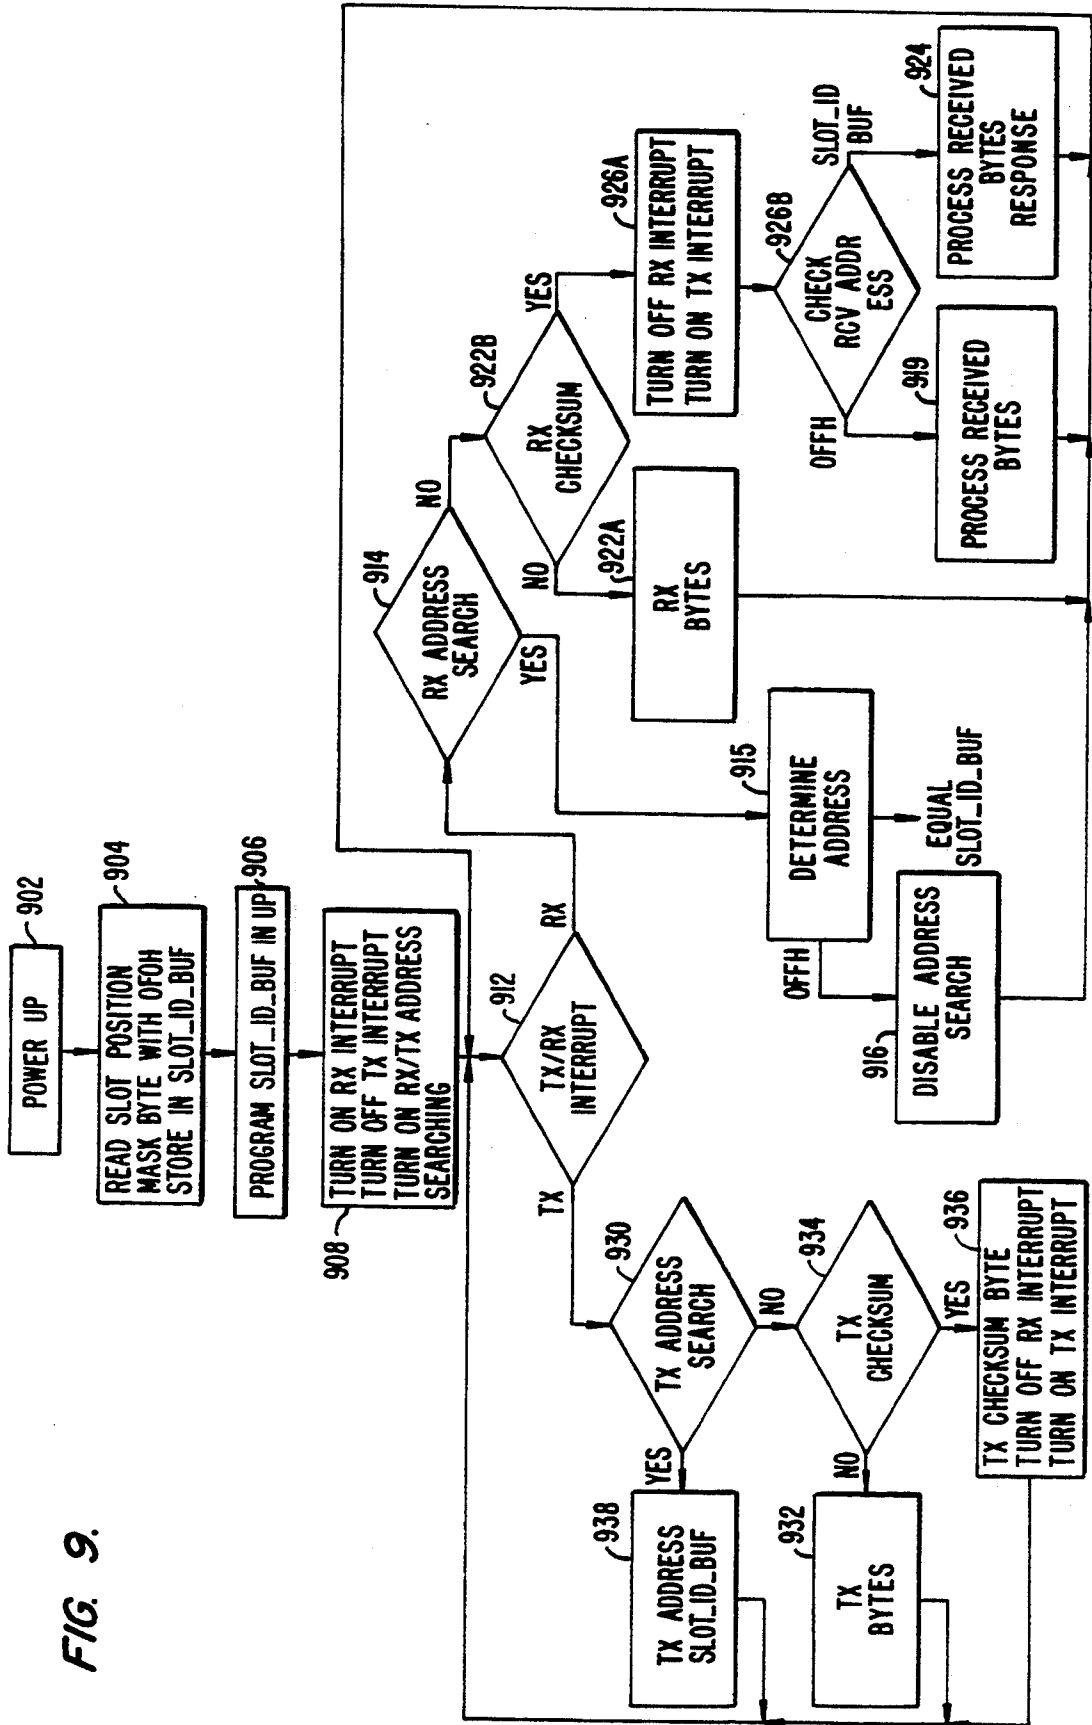 FIG. 9.
POWER UP
902
READ SLOT POSITION
MASK BYTE WITH OFOH
STORE IN SLOT_ID_BUF
904
PROGRAM SLOT_ID_BUF IN UP
906
TURN ON RX INTERRUPT
TURN OFF TX INTERRUPT
TURN ON RX/TX ADDRESS
SEARCHING
908
TX/RX
INTERRUPT
912
TX
RX
TX ADDRESS
SEARCH
930
YES
NO
TX ADDRESS
SLOT_ID_BUF
938
TX
CHECKSUM
934
NO
YES
TX
BYTES
932
TX CHECKSUM BYTE
TURN OFF RX INTERRUPT
TURN ON TX INTERRUPT
936
RX ADDRESS
SEARCH
914
YES
NO
DETERMINE
ADDRESS
915
OFFH
EQUAL
SLOT_ID_BUF
DISABLE ADDRESS
SEARCH
916
RX
CHECKSUM
922B
NO
YES
RX
BYTES
922A
TURN OFF RX INTERRUPT
TURN ON TX INTERRUPT
926A
CHECK
RCV ADDR
ESS
926B
OFFH
SLOT_ID
BUF
PROCESS RECEIVED
BYTES
919
PROCESS RECEIVED
BYTES
RESPONSE
924